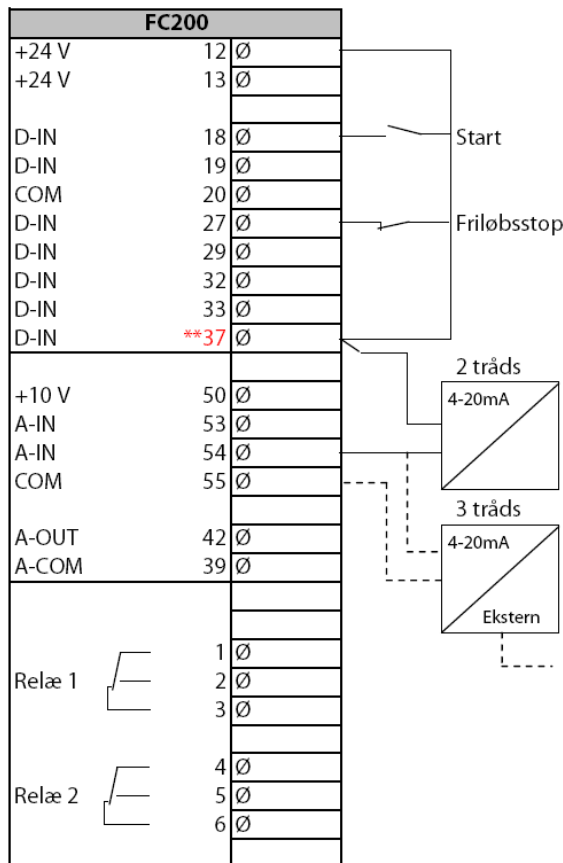 FC200
+24 V 12 Ø
+24 V 13 Ø
D-IN 18 Ø Start
D-IN 19 Ø
COM 20 Ø
D-IN 27 Ø Friløbsstop
D-IN 29 Ø
D-IN 32 Ø
D-IN 33 Ø
D-IN **37 Ø
2 tråds
+10 V 50 Ø 4-20mA
A-IN 53 Ø
A-IN 54 Ø
COM 55 Ø
3 tråds
A-OUT 42 Ø 4-20mA
A-COM 39 Ø
Ekstern
1 Ø
Relæ 1 2 Ø
3 Ø
4 Ø
Relæ 2 5 Ø
6 Ø